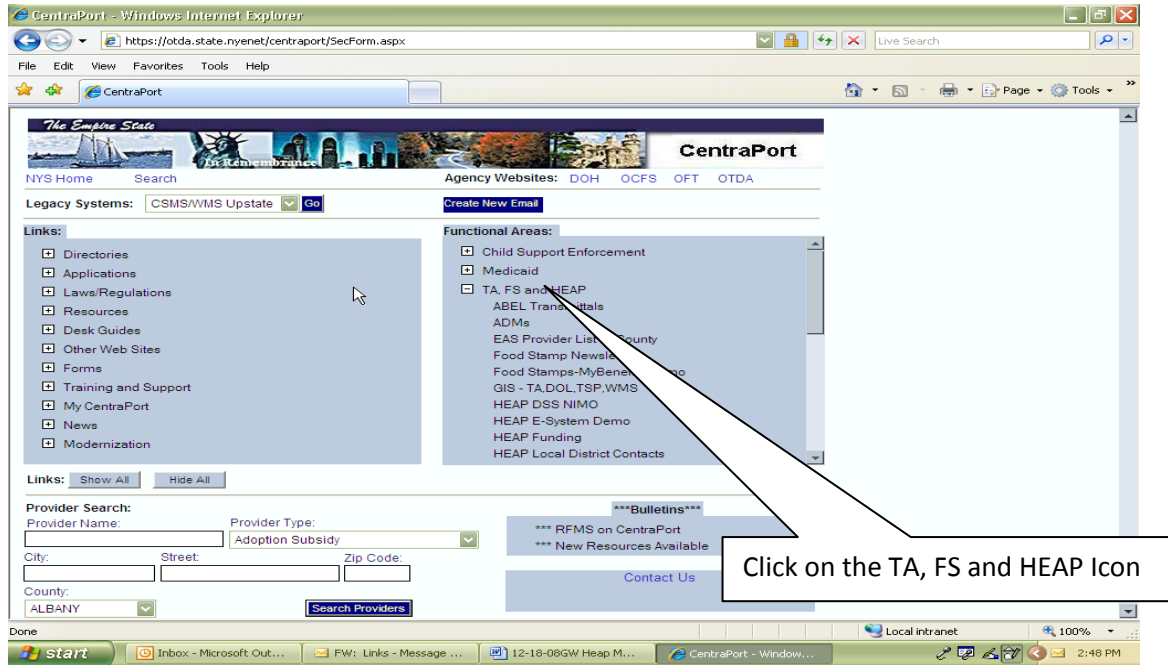 CentraPort - Windows Internet Explorer
https://otda.state.nyenet/centraport/SecForm.aspx
Live Search
File Edit View Favorites Tools Help
CentraPort
Page Tools
The Empire State
In Remembrance
CentraPort
NYS Home Search
Agency Websites: DOH OCFS OFT OTDA
Legacy Systems: CSMS/WMS Upstate Go
Create New Email
Links:
Directories
Applications
Laws/Regulations
Resources
Desk Guides
Other Web Sites
Forms
Training and Support
My CentraPort
News
Modernization
Functional Areas:
Child Support Enforcement
Medicaid
TA, FS and HEAP
ABEL Transmittals
ADMs
EAS Provider List County
Food Stamp
Food Stamps-
GIS - TA,DOL,TSP,WMS
HEAP DSS NIMO
HEAP E-System Demo
HEAP Funding
HEAP Local District Contacts
Links: Show All Hide All
Provider Search:
Provider Name: Provider Type:
Adoption Subsidy
City: Street: Zip Code:
County:
ALBANY
Search Providers
***Bulletins***
*** RFMS on CentraPort
*** New Resources Available
Contact Us
Click on the TA, FS and HEAP Icon
Done
Local intranet
100%
start
Inbox - Microsoft Out...
FW: Links - Message ...
12-18-08GW Heap M...
CentraPort - Window...
2:48 PM